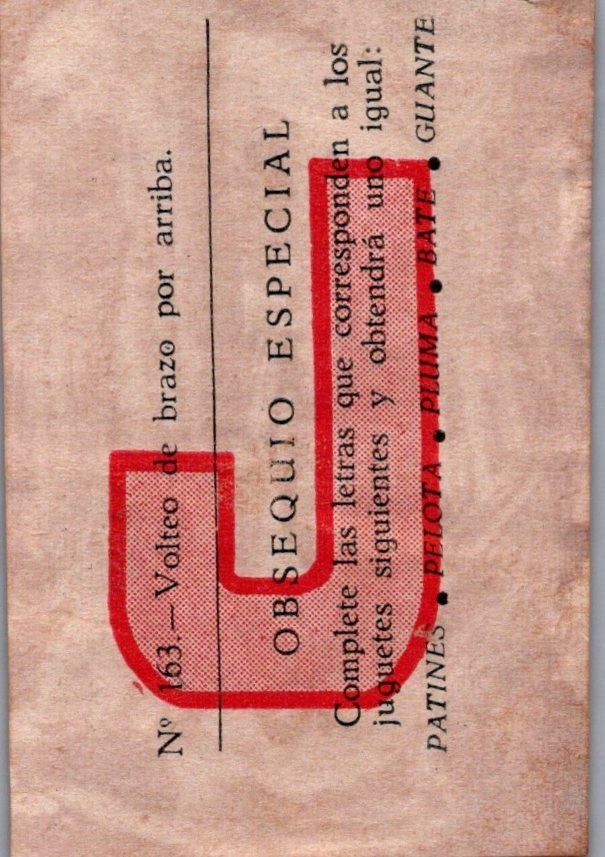 Nº 163.—Volteo de brazo por arriba.
OBSEQUIO ESPECIAL
Complete las letras que corresponden a los
juguetes siguientes y obtendrá uno igual:
PATINES • PELOTA • PLUMA • BATE • GUANTE
J